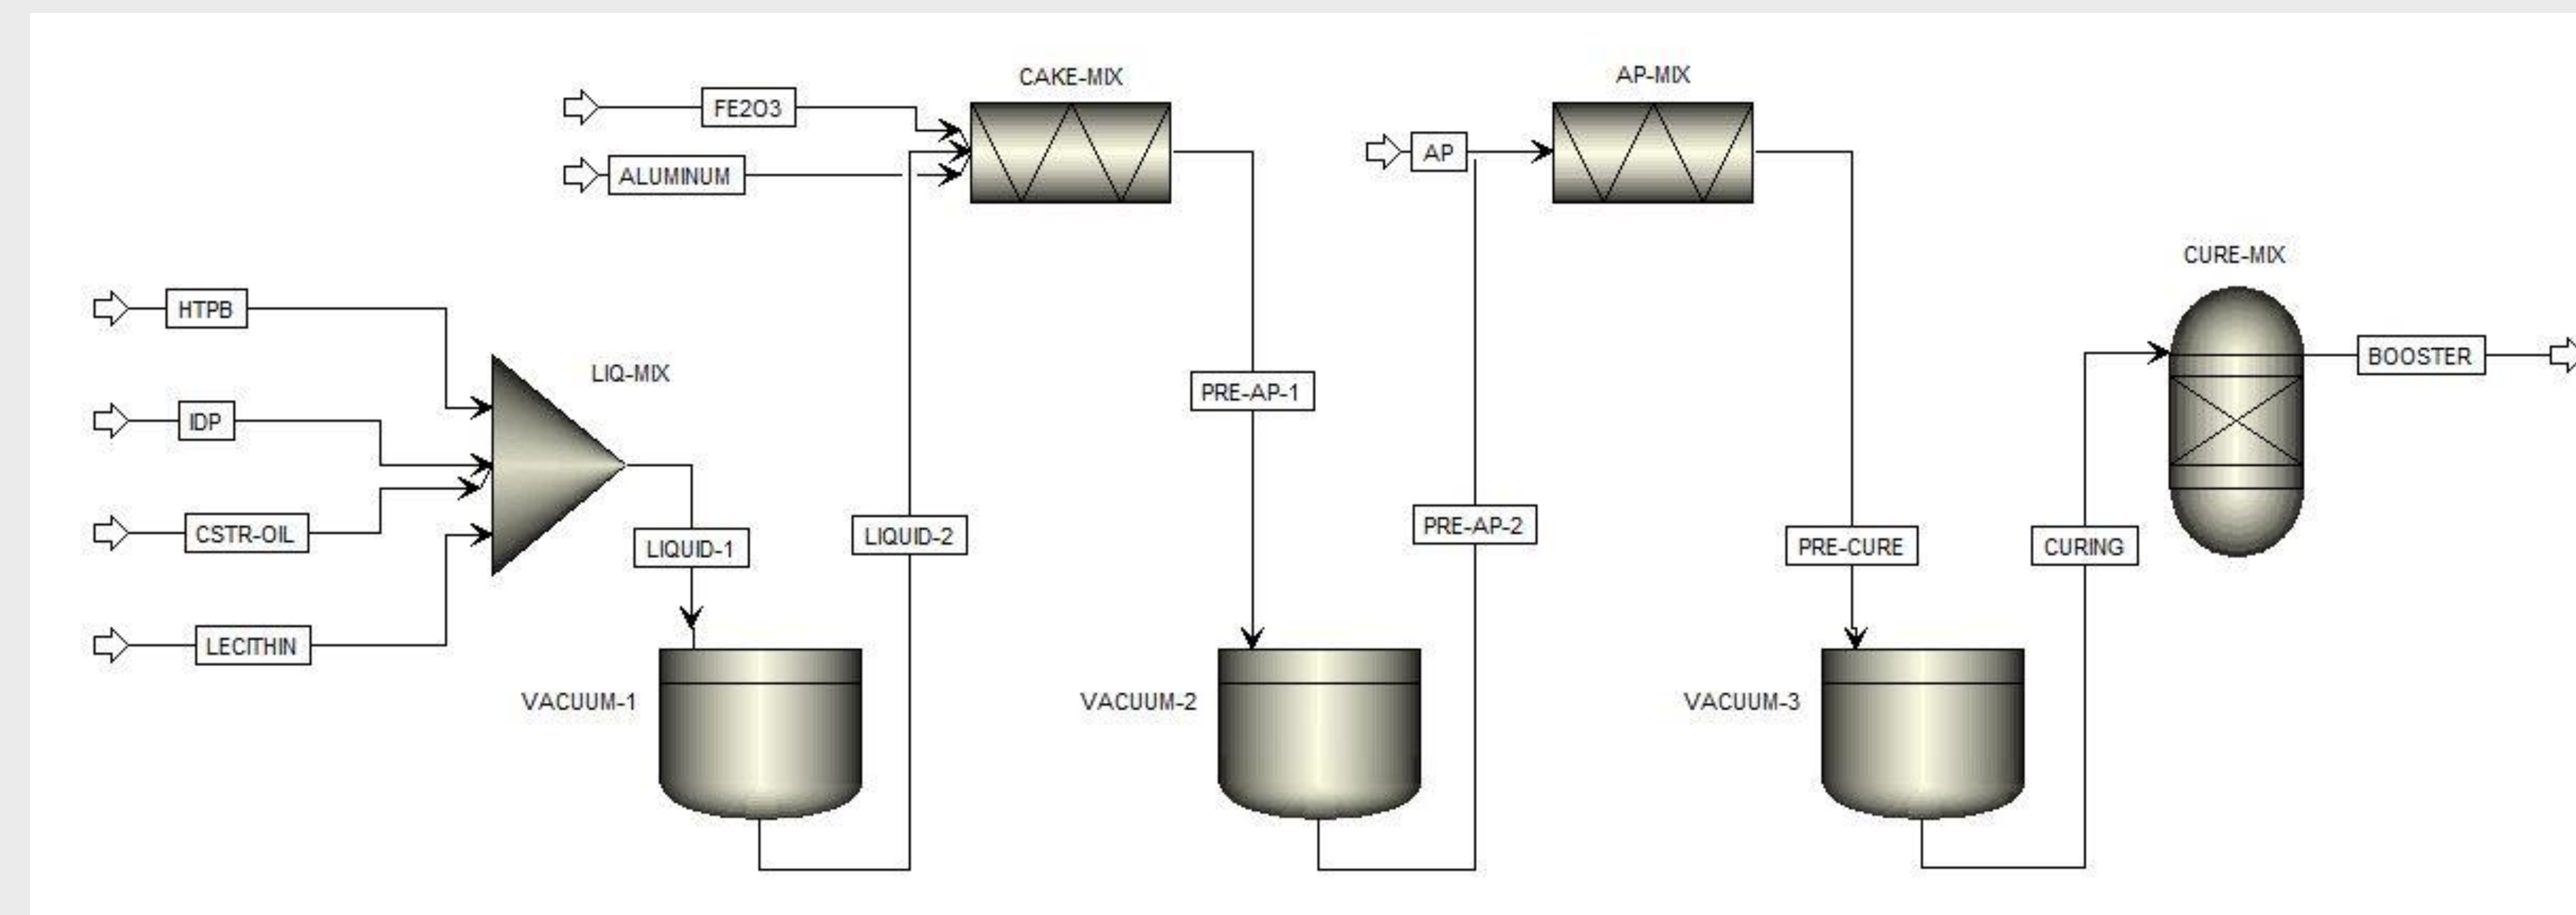 CAKE-MIX
AP-MIX
FE2O3
AP
ALUMINUM
CURE-MIX
HTPB
BOOSTER
LIQ-MIX
PRE-AP-1
IDP
PRE-AP-2
CSTR-OIL
LIQUID-1
LIQUID-2
PRE-CURE
CURING
LECITHIN
VACUUM-1
VACUUM-2
VACUUM-3